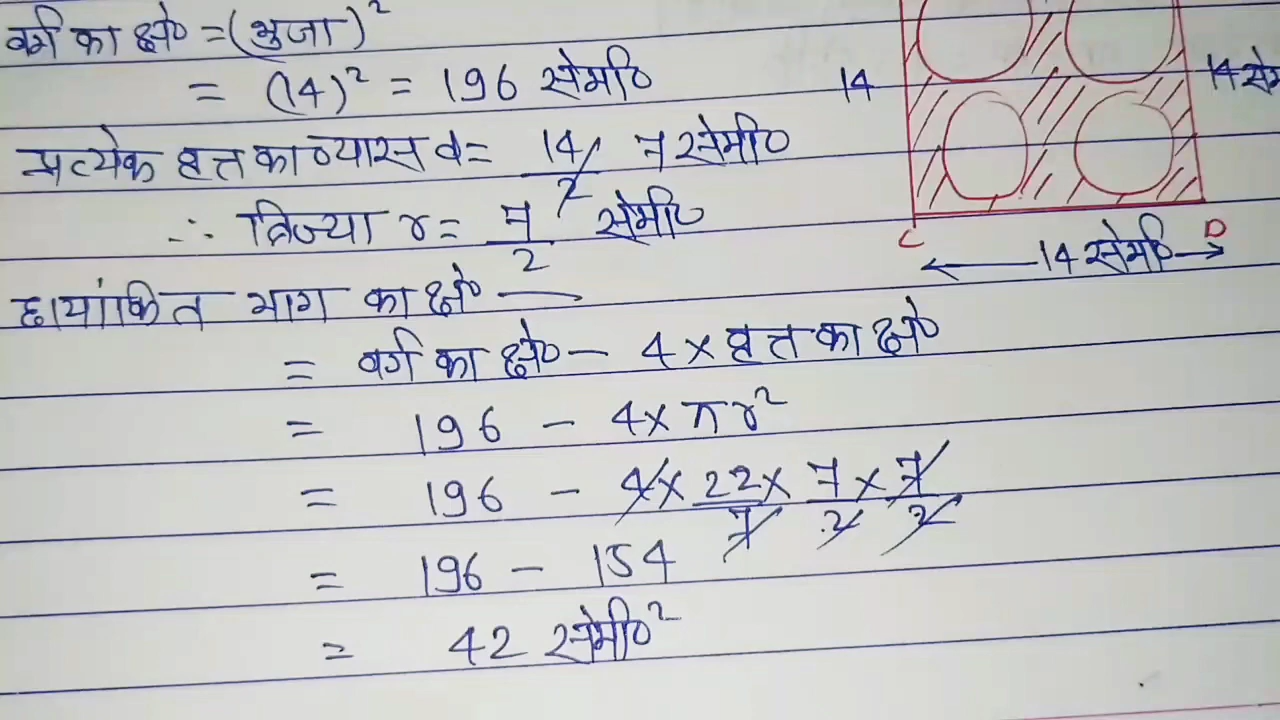 वर्ग का क्षे० = (भुजा)²
= (14)² = 196 सेमी०
प्रत्येक वृत्त का व्यास d = 14/2 7 सेमी०
∴ त्रिज्या r = 7/2 सेमी०
छायांकित भाग का क्षे० —
= वर्ग का क्षे० – 4 × वृत्त का क्षे०
= 196 – 4 × πr²
= 196 – 4 × 22/7 × 7/2 × 7/2
= 196 – 154
= 42 सेमी०²
14
14 सेम
C D
14 सेमी०